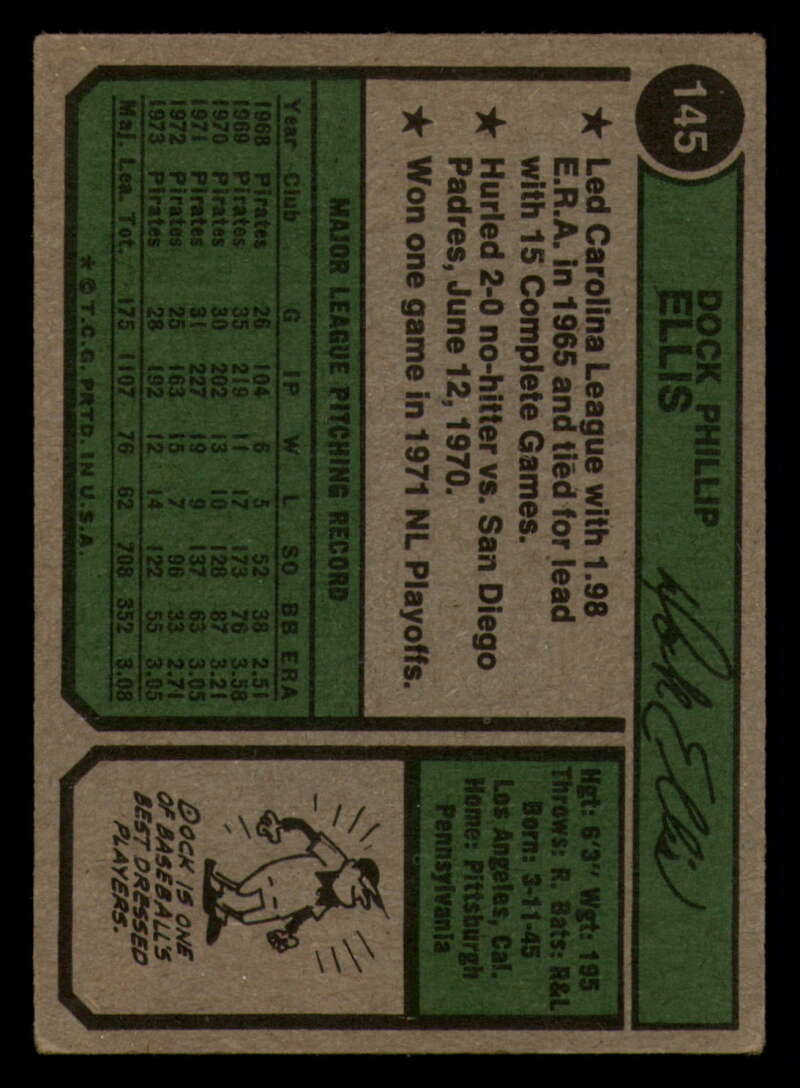 145
DOCK PHILLIP
ELLIS
Dock Ellis
★ Led Carolina League with 1.98
E.R.A. in 1965 and tied for lead
with 15 Complete Games.
★ Hurled 2-0 no-hitter vs. San Diego
Padres, June 12, 1970.
★ Won one game in 1971 NL Playoffs.
Hgt: 6'3" Wgt: 195
Throws: R. Bats: R&L
Born: 3-11-45
Los Angeles, Cal.
Home: Pittsburgh
Pennsylvania
MAJOR LEAGUE PITCHING RECORD
Year Club G IP W L SO BB ERA
1968 Pirates 26 104 6 5 52 38 2.51
1969 Pirates 35 219 11 17 173 76 3.58
1970 Pirates 30 202 13 10 128 87 3.21
1971 Pirates 31 227 19 9 137 63 3.05
1972 Pirates 25 163 15 7 96 33 2.71
1973 Pirates 28 192 12 14 122 55 3.05
Maj. Lea. Tot. 175 1107 76 62 708 352 3.08
* © T.C.G. PRTD. IN U.S.A.
DOCK IS ONE
OF BASEBALL'S
BEST DRESSED
PLAYERS.